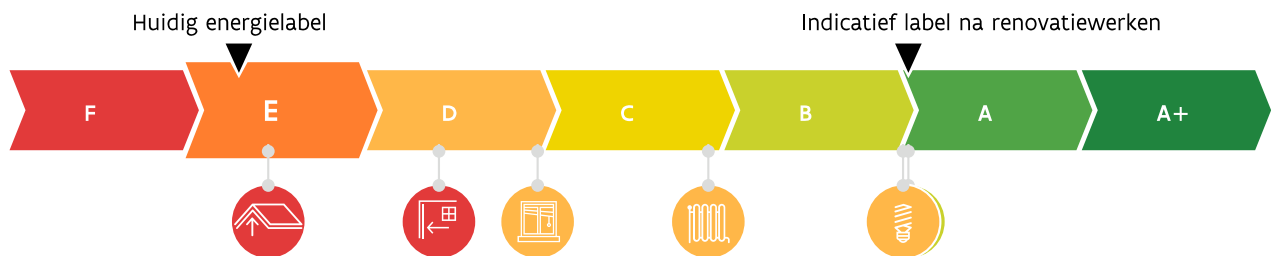 Huidig energielabel
Indicatief label na renovatiewerken
F
E
D
C
B
A
A+